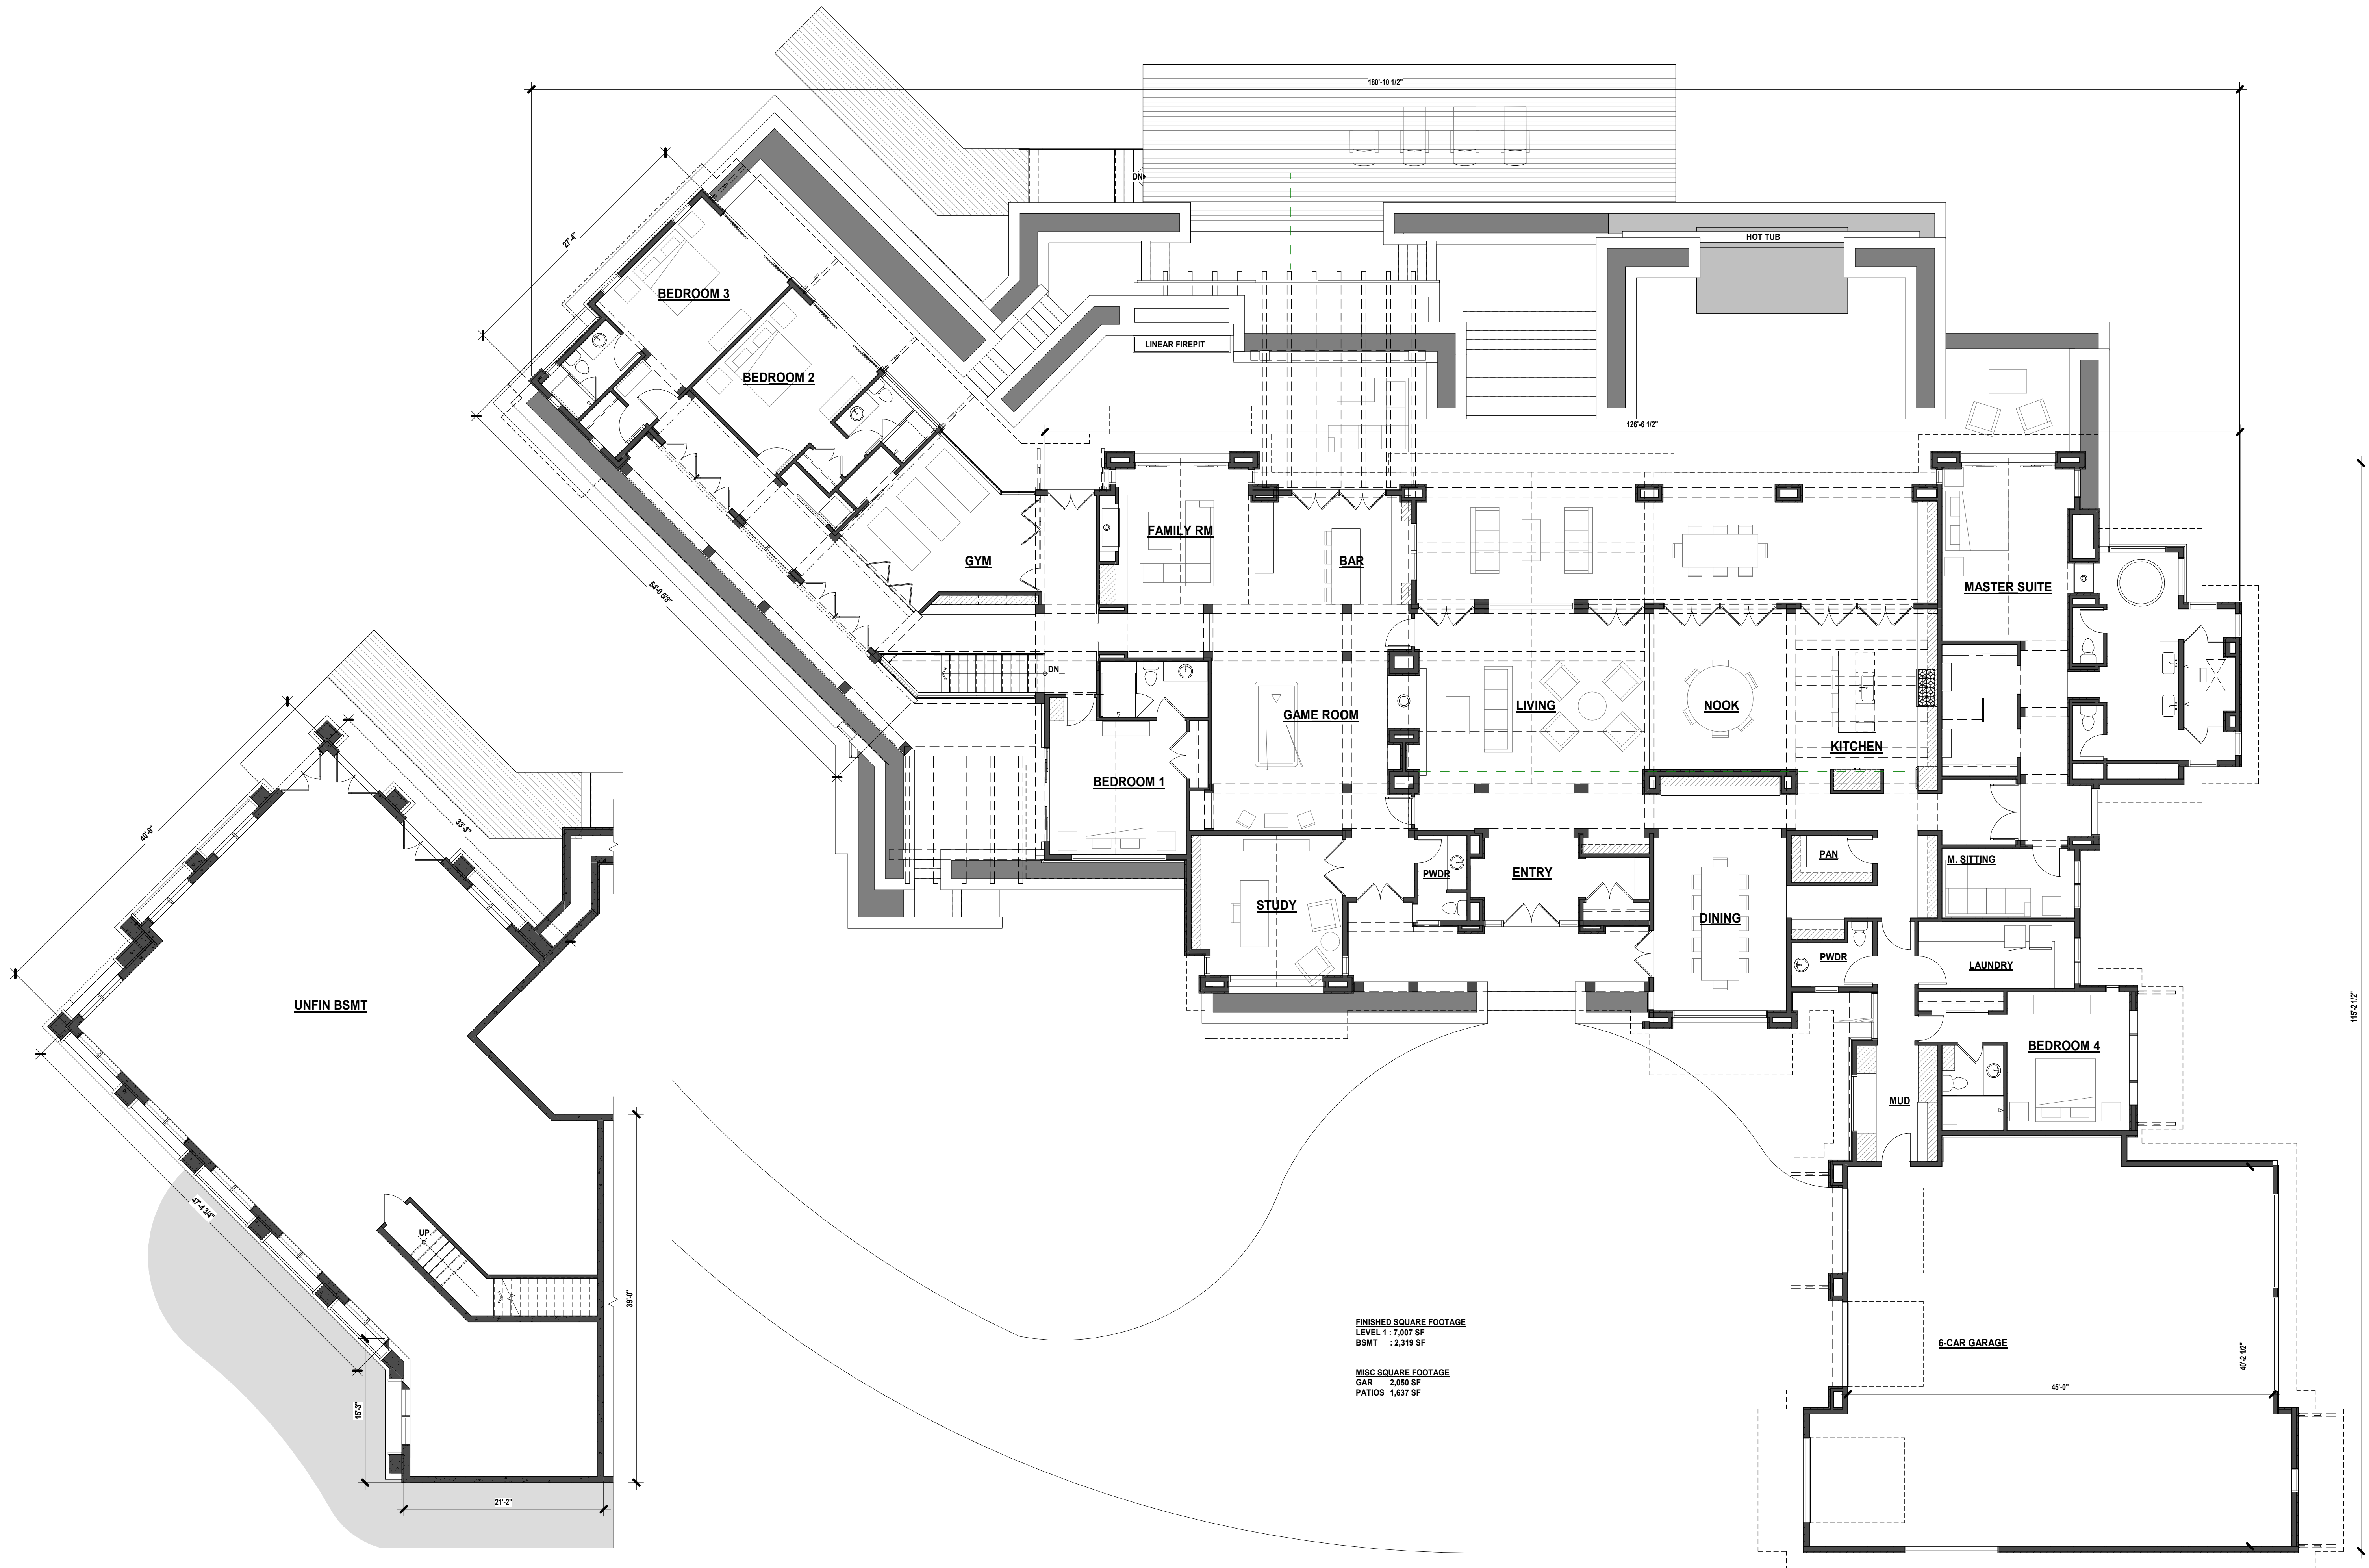 180'-10 1/2"
DN
27'-4"
HOT TUB
BEDROOM 3
LINEAR FIREPIT
BEDROOM 2
126'-6 1/2"
FAMILY RM
BAR
GYM
MASTER SUITE
54'-0 5/8"
DN
LIVING
NOOK
GAME ROOM
KITCHEN
BEDROOM 1
40'-9"
33'-3"
PAN
M. SITTING
PWDR
ENTRY
STUDY
DINING
PWDR
LAUNDRY
UNFIN BSMT
115'-2 1/2"
BEDROOM 4
MUD
47'-4 3/4"
UP
39'-0"
FINISHED SQUARE FOOTAGE
LEVEL 1 : 7,007 SF
BSMT : 2,319 SF
6-CAR GARAGE
40'-2 1/2"
MISC SQUARE FOOTAGE
GAR 2,050 SF
PATIOS 1,637 SF
45'-0"
15'-3"
21'-2"